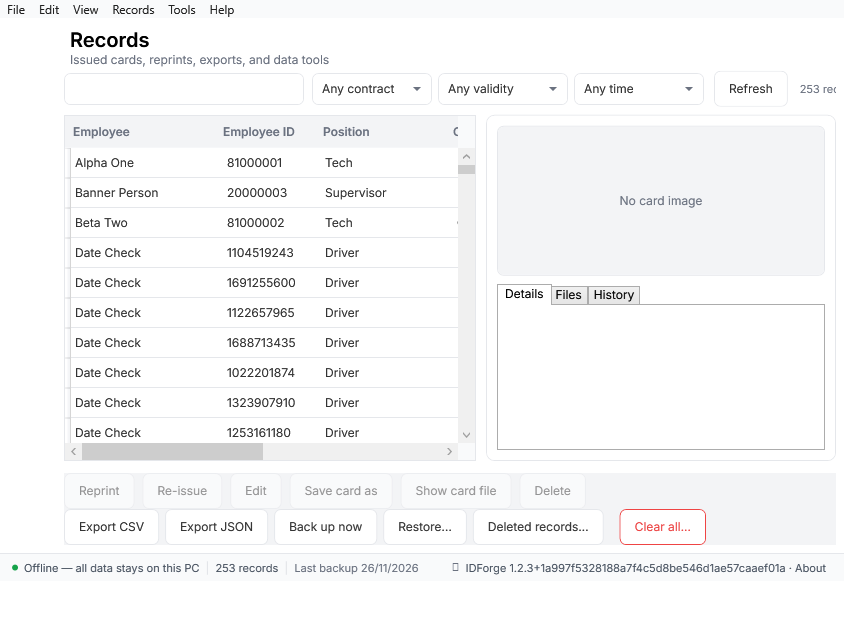 File Edit View Records Tools Help
Records
Issued cards, reprints, exports, and data tools
Any contract Any validity Any time Refresh 253 rec
Employee Employee ID Position
Alpha One 81000001 Tech
Banner Person 20000003 Supervisor
Beta Two 81000002 Tech
Date Check 1104519243 Driver
Date Check 1691255600 Driver
Date Check 1122657965 Driver
Date Check 1688713435 Driver
Date Check 1022201874 Driver
Date Check 1323907910 Driver
Date Check 1253161180 Driver
No card image
Details Files History
Reprint Re-issue Edit Save card as Show card file Delete
Export CSV Export JSON Back up now Restore... Deleted records... Clear all...
Offline — all data stays on this PC 253 records Last backup 26/11/2026 IDForge 1.2.3+1a997f5328188a7f4c5d8be546d1ae57caaef01a · About